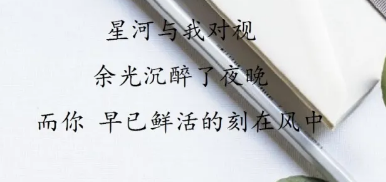 星河与我对视
余光沉醉了夜晚
而你 早已鲜活的刻在风中